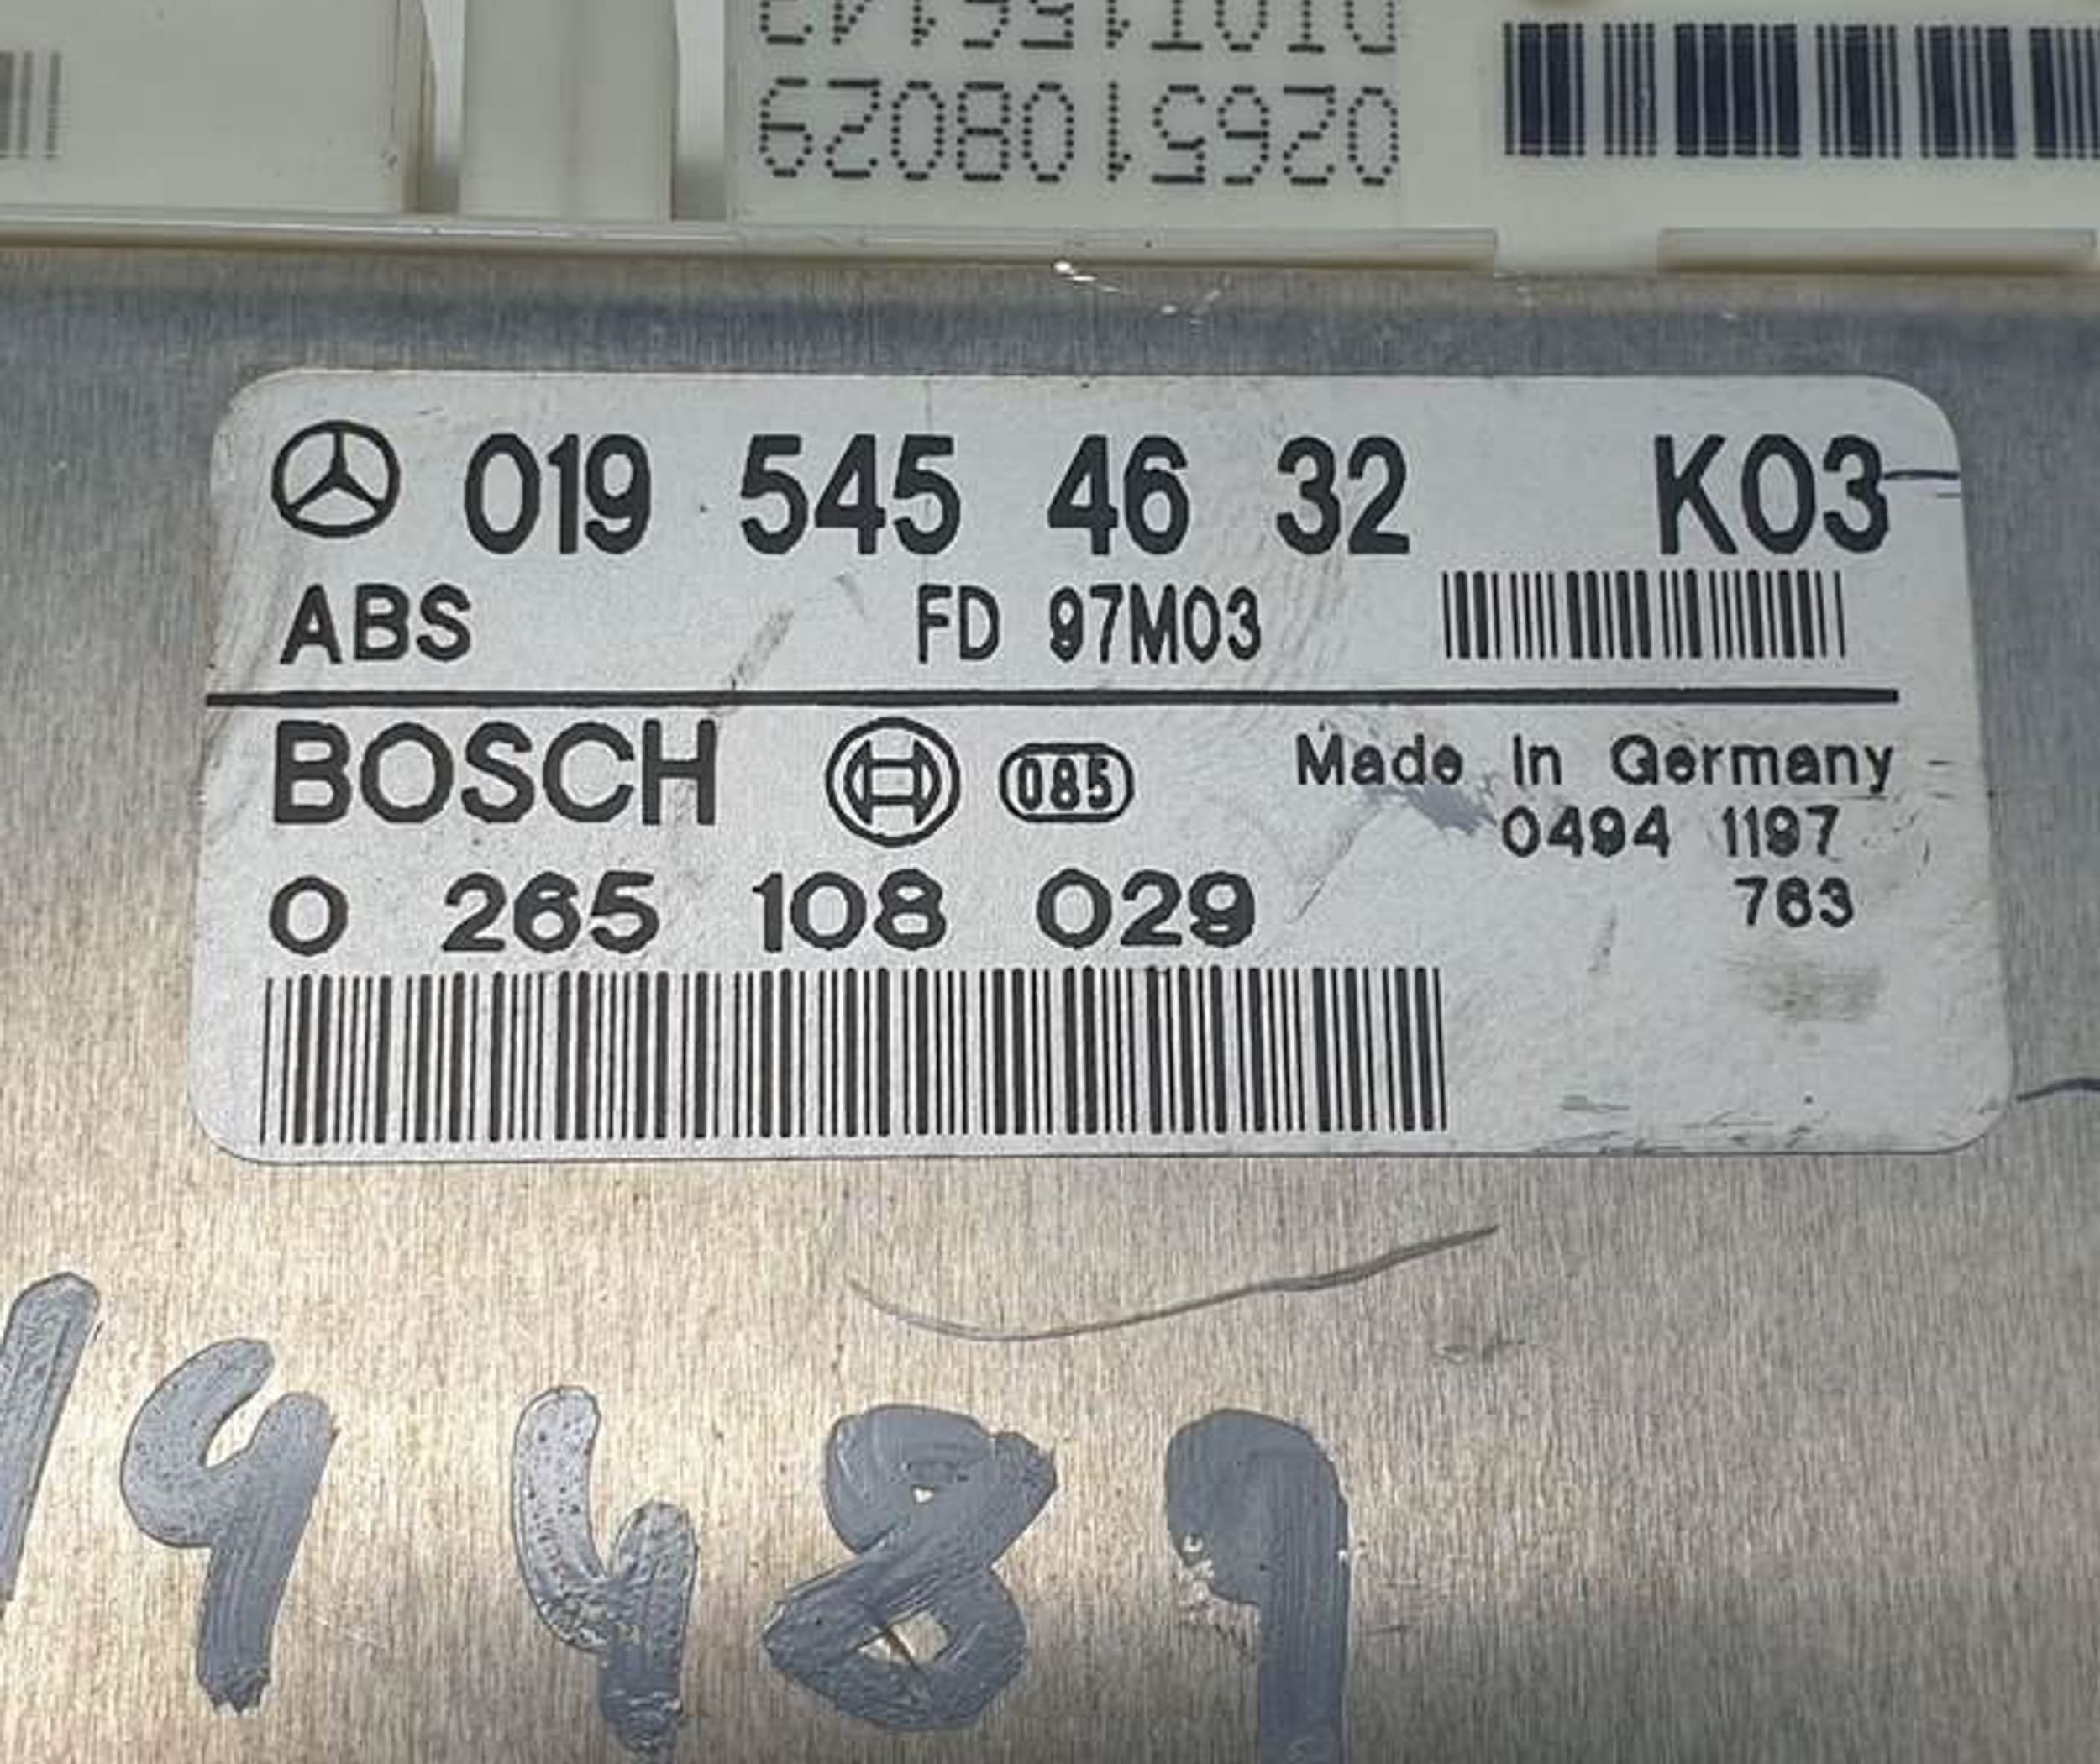 0265108029
019 545 46 32 K03
ABS FD 97M03
BOSCH 085 Made In Germany
0494 1197
0 265 108 029 763